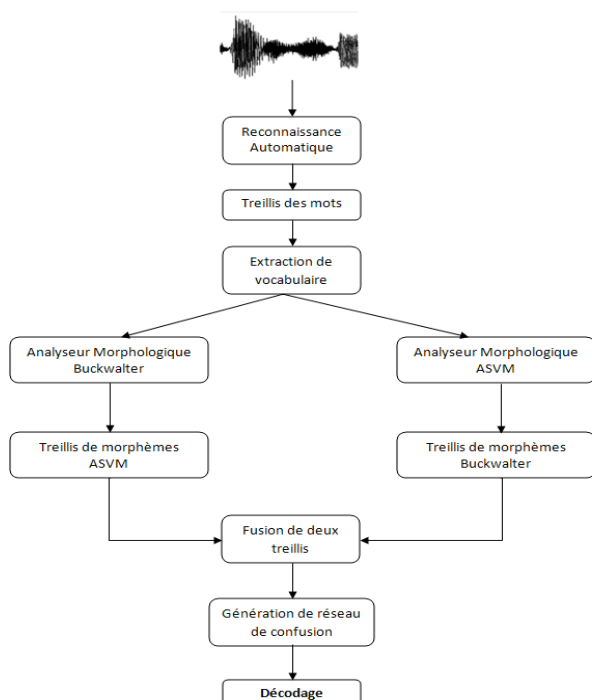 Reconnaissance
Automatique
Treillis des mots
Extraction de
vocabulaire
Analyseur Morphologique
Buckwalter
Analyseur Morphologique
ASVM
Treillis de morphèmes
ASVM
Treillis de morphèmes
Buckwalter
Fusion de deux
treillis
Génération de réseau
de confusion
Décodage